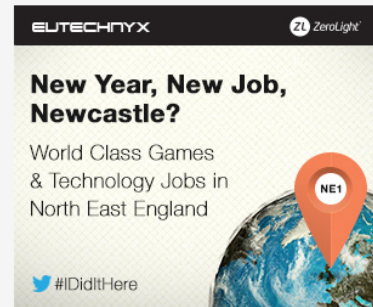 EUTECHNYX
ZL ZeroLight
New Year, New Job,
Newcastle?
World Class Games
& Technology Jobs in
North East England
NE1
#IDidItHere